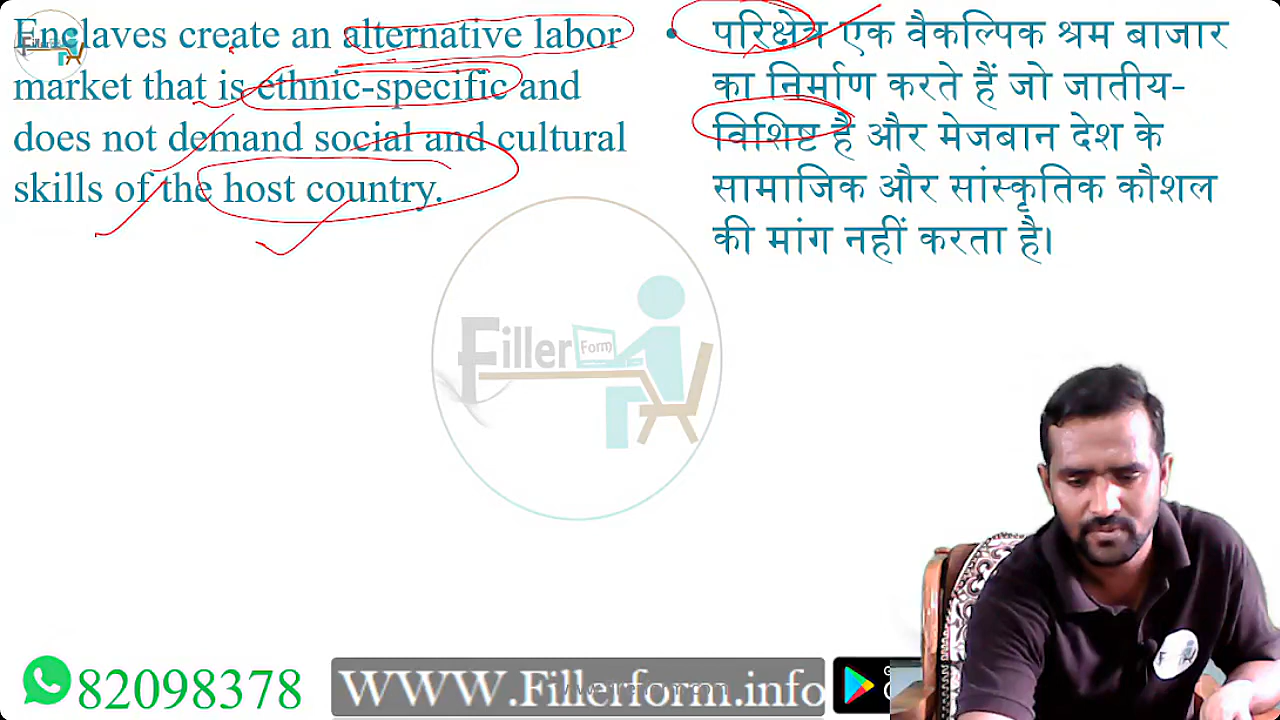 Enclaves create an alternative labor
market that is ethnic-specific and
does not demand social and cultural
skills of the host country.
• परिक्षेत्र एक वैकल्पिक श्रम बाजार
का निर्माण करते हैं जो जातीय-
विशिष्ट है और मेजबान देश के
सामाजिक और सांस्कृतिक कौशल
की मांग नहीं करता है।
Filler Form
82098378
WWW.Fillerform.info